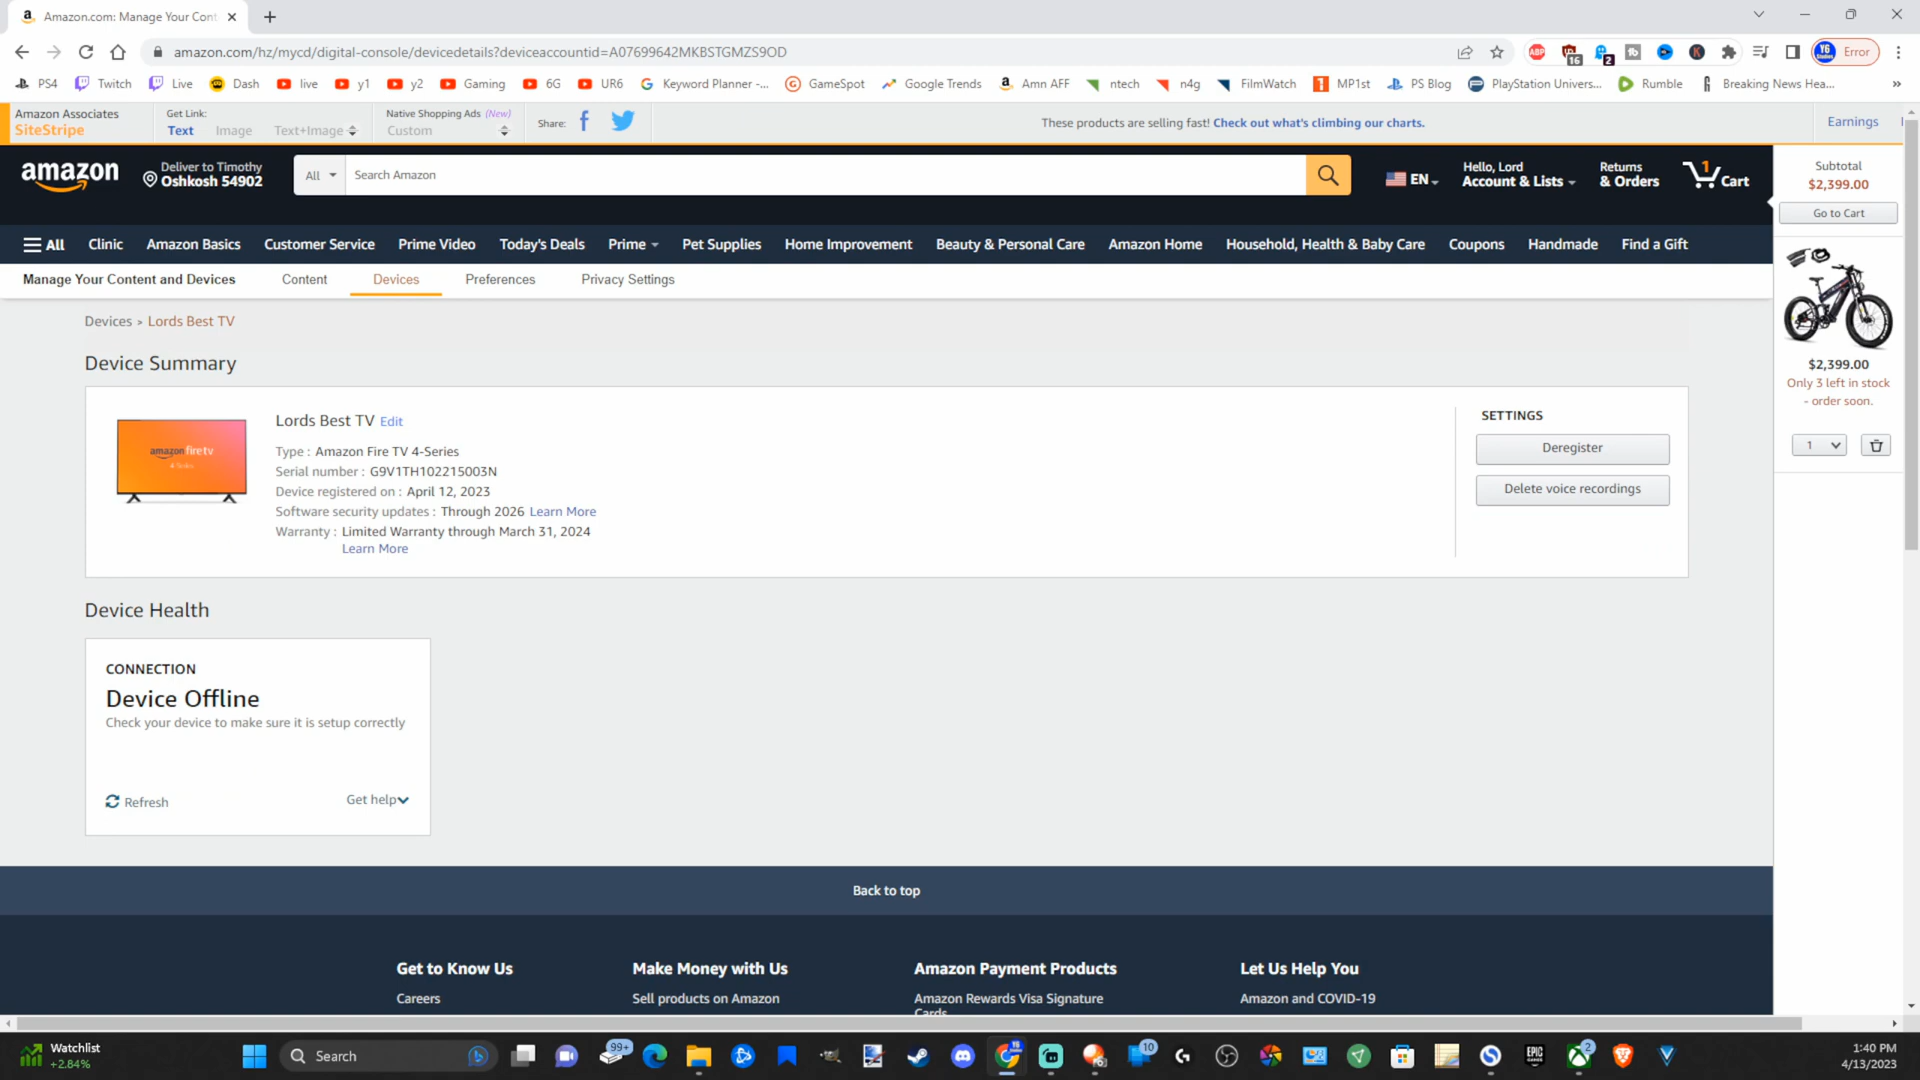 Amazon.com: Manage Your Cont
amazon.com/hz/mycd/digital-console/devicedetails?deviceaccountid=A07699642MKBSTGMZS9OD
ABP
16
2
Y6
Error
PS4
Twitch
Live
Dash
live
y1
y2
Gaming
6G
UR6
Keyword Planner -...
GameSpot
Google Trends
Amn AFF
ntech
n4g
FilmWatch
MP1st
PS Blog
PlayStation Univers...
Rumble
Breaking News Hea...
Amazon Associates
SiteStripe
Get Link:
Text
Image
Text+Image
Native Shopping Ads (New)
Custom
Share:
These products are selling fast! Check out what's climbing our charts.
Earnings
amazon
Deliver to Timothy
Oshkosh 54902
All
Search Amazon
EN
Hello, Lord
Account & Lists
Returns
& Orders
1
Cart
Subtotal
$2,399.00
Go to Cart
All
Clinic
Amazon Basics
Customer Service
Prime Video
Today's Deals
Prime
Pet Supplies
Home Improvement
Beauty & Personal Care
Amazon Home
Household, Health & Baby Care
Coupons
Handmade
Find a Gift
Manage Your Content and Devices
Content
Devices
Preferences
Privacy Settings
$2,399.00
Only 3 left in stock
- order soon.
1
Devices
Lords Best TV
Device Summary
amazon firetv
Lords Best TV Edit
Type : Amazon Fire TV 4-Series
Serial number : G9V1TH102215003N
Device registered on : April 12, 2023
Software security updates : Through 2026 Learn More
Warranty : Limited Warranty through March 31, 2024
Learn More
SETTINGS
Deregister
Delete voice recordings
Device Health
CONNECTION
Device Offline
Check your device to make sure it is setup correctly
Refresh
Get help
Back to top
Get to Know Us
Make Money with Us
Amazon Payment Products
Let Us Help You
Careers
Sell products on Amazon
Amazon Rewards Visa Signature
Cards
Amazon and COVID-19
Watchlist
+2.84%
Search
99+
10
EPIC
2
1:40 PM
4/13/2023